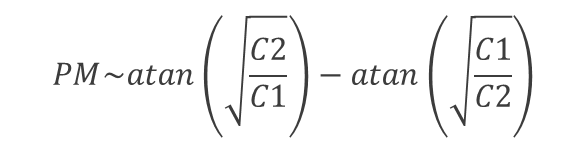 PM~atan(√(C2/C1)) − atan(√(C1/C2))